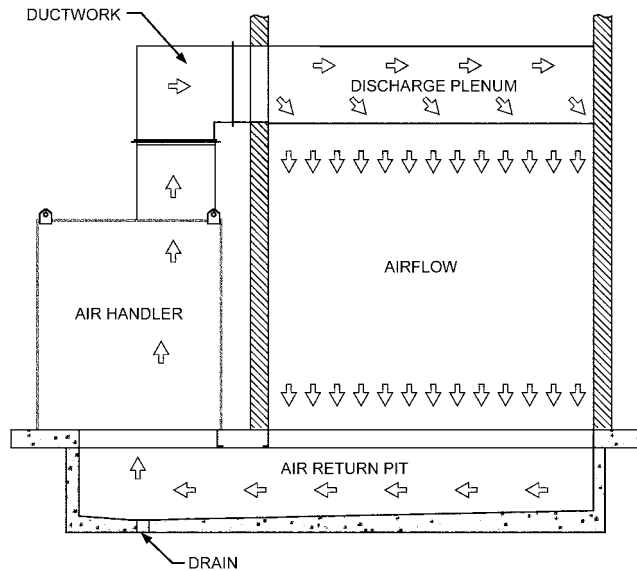 DUCTWORK
DISCHARGE PLENUM
AIRFLOW
AIR HANDLER
AIR RETURN PIT
DRAIN